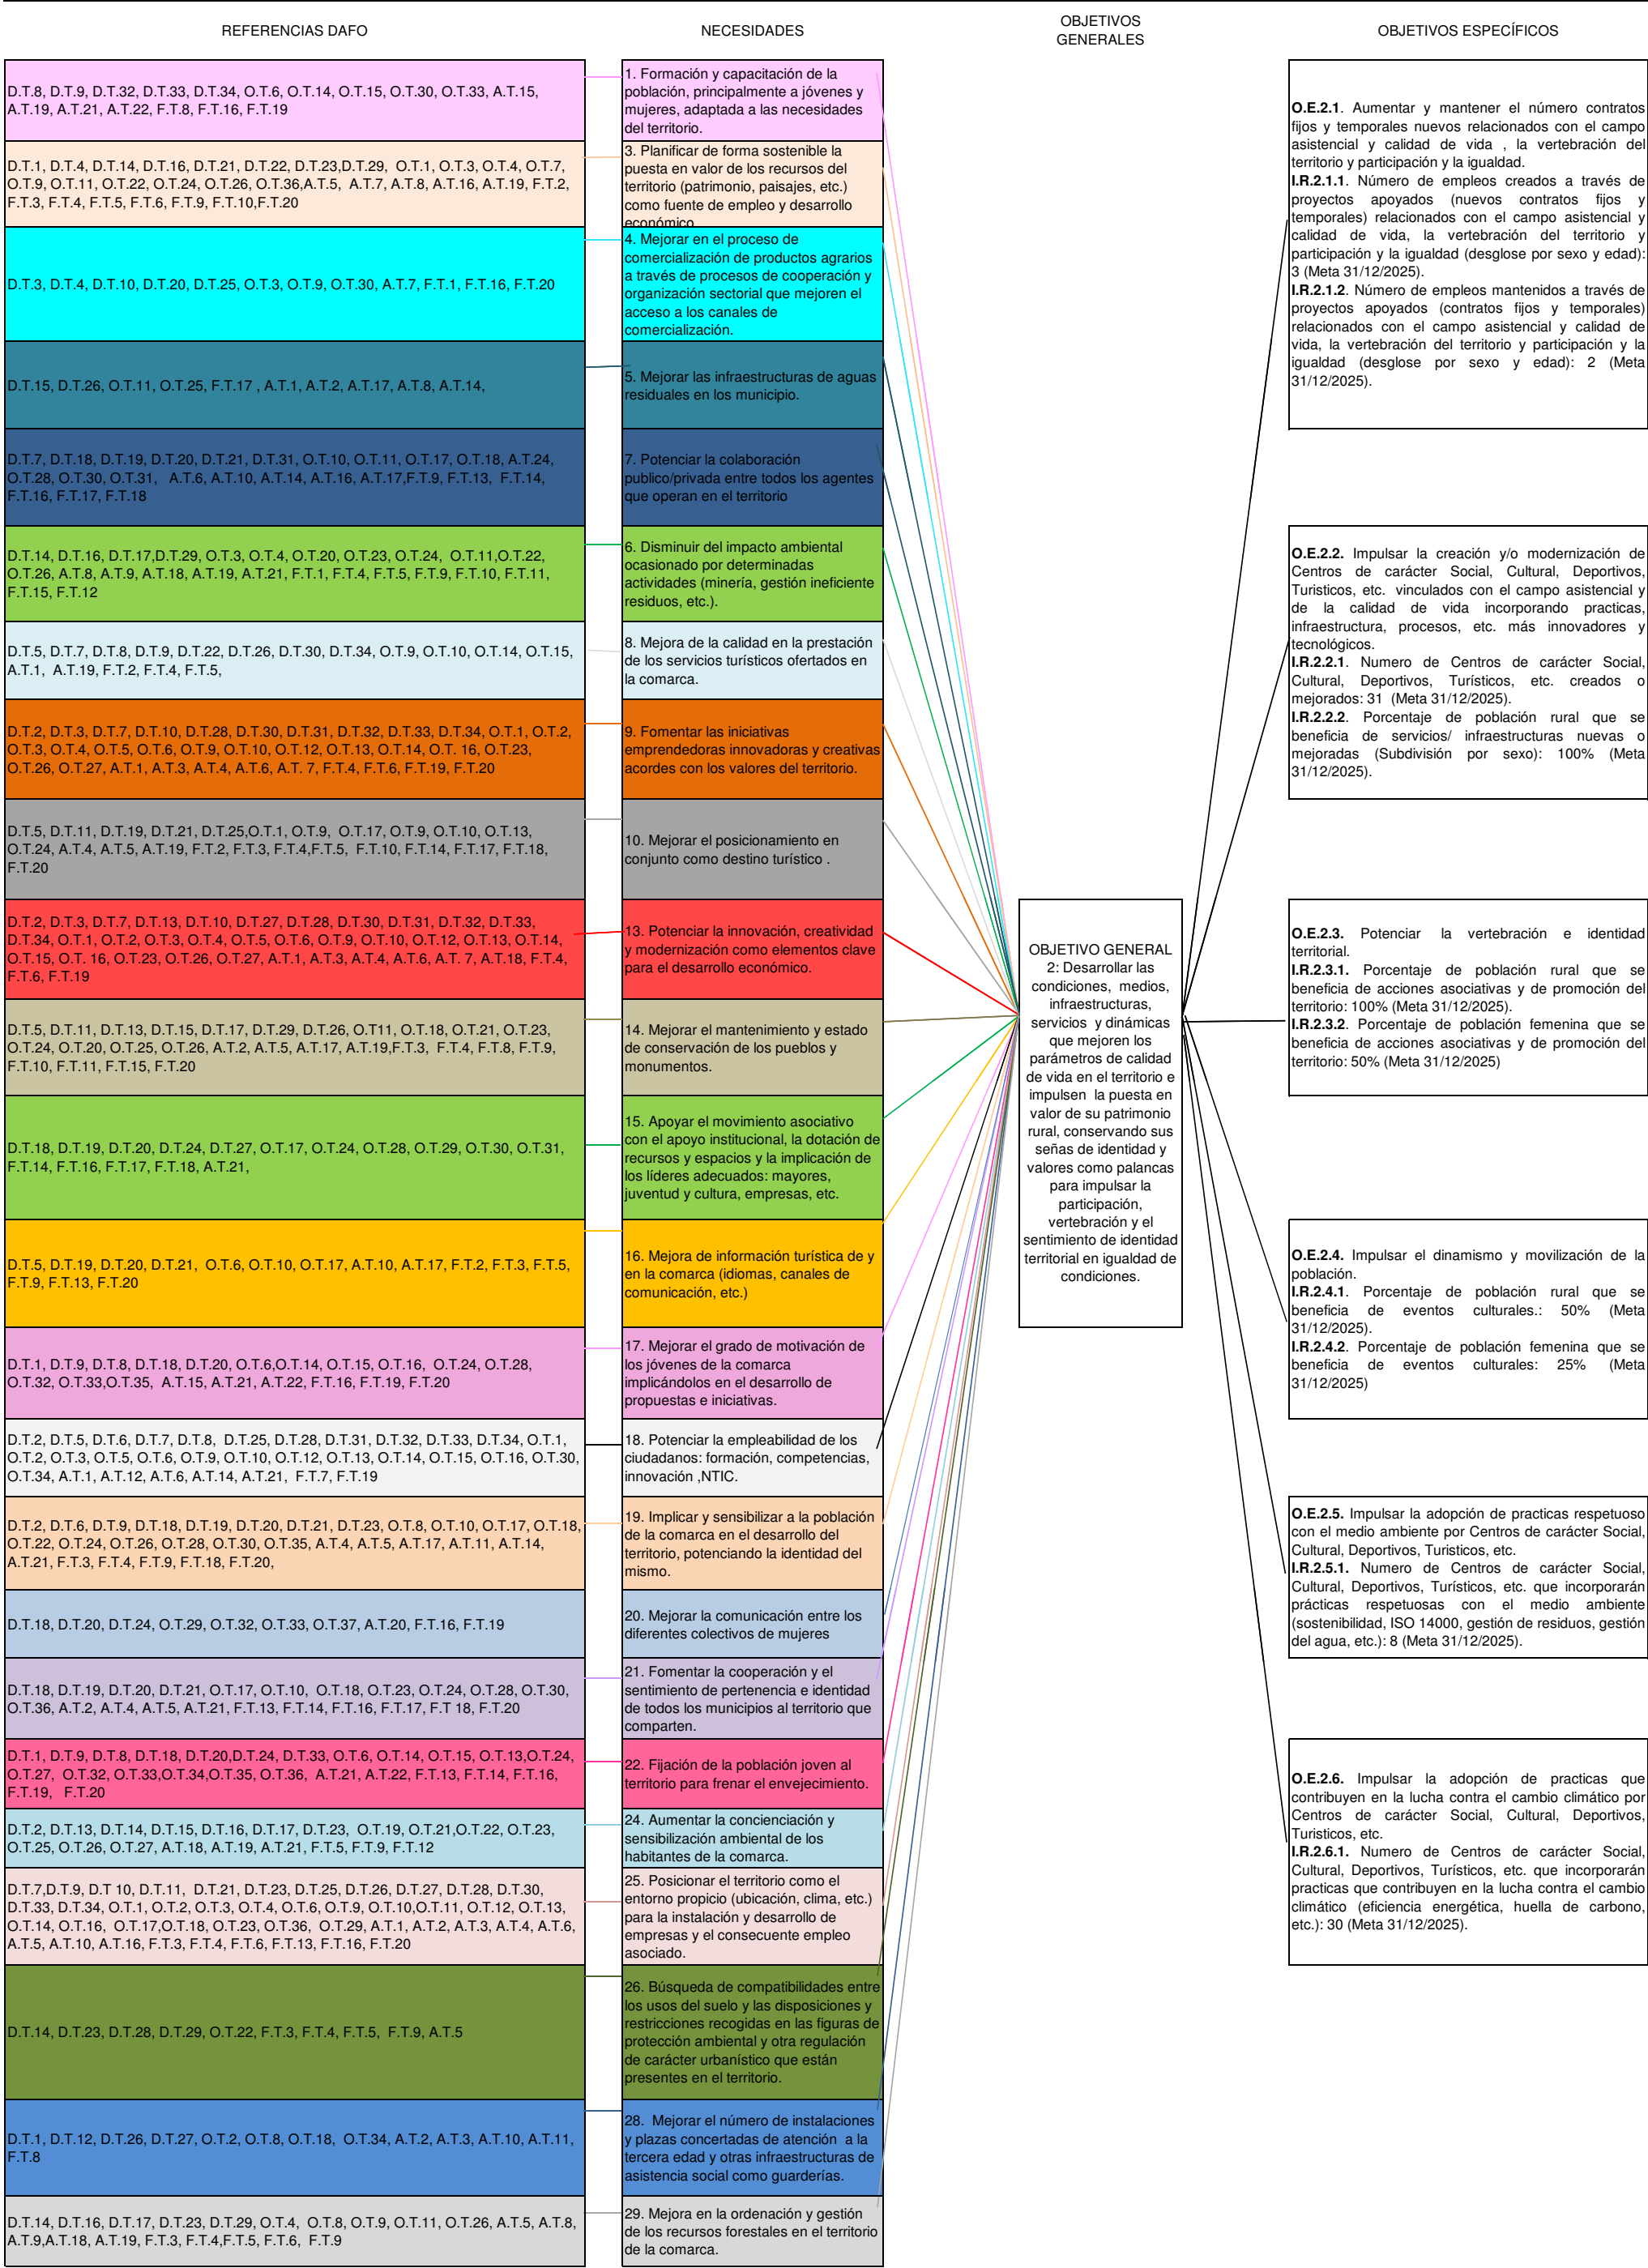 REFERENCIAS DAFO
NECESIDADES
OBJETIVOS
GENERALES
OBJETIVOS ESPECÍFICOS
D.T.8, D.T.9, D.T.32, D.T.33, D.T.34, O.T.6, O.T.14, O.T.15, O.T.30, O.T.33, A.T.15,
A.T.19, A.T.21, A.T.22, F.T.8, F.T.16, F.T.19
1. Formación y capacitación de la
población, principalmente a jóvenes y
mujeres, adaptada a las necesidades
del territorio.
D.T.1, D.T.4, D.T.14, D.T.16, D.T.21, D.T.22, D.T.23,D.T.29, O.T.1, O.T.3, O.T.4, O.T.7,
O.T.9, O.T.11, O.T.22, O.T.24, O.T.26, O.T.36,A.T.5, A.T.7, A.T.8, A.T.16, A.T.19, F.T.2,
F.T.3, F.T.4, F.T.5, F.T.6, F.T.9, F.T.10,F.T.20
3. Planificar de forma sostenible la
puesta en valor de los recursos del
territorio (patrimonio, paisajes, etc.)
como fuente de empleo y desarrollo
económico
D.T.3, D.T.4, D.T.10, D.T.20, D.T.25, O.T.3, O.T.9, O.T.30, A.T.7, F.T.1, F.T.16, F.T.20
4. Mejorar en el proceso de
comercialización de productos agrarios
a través de procesos de cooperación y
organización sectorial que mejoren el
acceso a los canales de
comercialización.
D.T.15, D.T.26, O.T.11, O.T.25, F.T.17 , A.T.1, A.T.2, A.T.17, A.T.8, A.T.14,
5. Mejorar las infraestructuras de aguas
residuales en los municipio.
D.T.7, D.T.18, D.T.19, D.T.20, D.T.21, D.T.31, O.T.10, O.T.11, O.T.17, O.T.18, A.T.24,
O.T.28, O.T.30, O.T.31, A.T.6, A.T.10, A.T.14, A.T.16, A.T.17,F.T.9, F.T.13, F.T.14,
F.T.16, F.T.17, F.T.18
7. Potenciar la colaboración
publico/privada entre todos los agentes
que operan en el territorio
D.T.14, D.T.16, D.T.17,D.T.29, O.T.3, O.T.4, O.T.20, O.T.23, O.T.24, O.T.11,O.T.22,
O.T.26, A.T.8, A.T.9, A.T.18, A.T.19, A.T.21, F.T.1, F.T.4, F.T.5, F.T.9, F.T.10, F.T.11,
F.T.15, F.T.12
6. Disminuir del impacto ambiental
ocasionado por determinadas
actividades (minería, gestión ineficiente
residuos, etc.).
D.T.5, D.T.7, D.T.8, D.T.9, D.T.22, D.T.26, D.T.30, D.T.34, O.T.9, O.T.10, O.T.14, O.T.15,
A.T.1, A.T.19, F.T.2, F.T.4, F.T.5,
8. Mejora de la calidad en la prestación
de los servicios turísticos ofertados en
la comarca.
D.T.2, D.T.3, D.T.7, D.T.10, D.T.28, D.T.30, D.T.31, D.T.32, D.T.33, D.T.34, O.T.1, O.T.2,
O.T.3, O.T.4, O.T.5, O.T.6, O.T.9, O.T.10, O.T.12, O.T.13, O.T.14, O.T. 16, O.T.23,
O.T.26, O.T.27, A.T.1, A.T.3, A.T.4, A.T.6, A.T. 7, F.T.4, F.T.6, F.T.19, F.T.20
9. Fomentar las iniciativas
emprendedoras innovadoras y creativas
acordes con los valores del territorio.
D.T.5, D.T.11, D.T.19, D.T.21, D.T.25,O.T.1, O.T.9, O.T.17, O.T.9, O.T.10, O.T.13,
O.T.24, A.T.4, A.T.5, A.T.19, F.T.2, F.T.3, F.T.4,F.T.5, F.T.10, F.T.14, F.T.17, F.T.18,
F.T.20
10. Mejorar el posicionamiento en
conjunto como destino turístico .
D.T.2, D.T.3, D.T.7, D.T.13, D.T.10, D.T.27, D.T.28, D.T.30, D.T.31, D.T.32, D.T.33,
D.T.34, O.T.1, O.T.2, O.T.3, O.T.4, O.T.5, O.T.6, O.T.9, O.T.10, O.T.12, O.T.13, O.T.14,
O.T.15, O.T. 16, O.T.23, O.T.26, O.T.27, A.T.1, A.T.3, A.T.4, A.T.6, A.T. 7, A.T.18, F.T.4,
F.T.6, F.T.19
13. Potenciar la innovación, creatividad
y modernización como elementos clave
para el desarrollo económico.
D.T.5, D.T.11, D.T.13, D.T.15, D.T.17, D.T.29, D.T.26, O.T11, O.T.18, O.T.21, O.T.23,
O.T.24, O.T.20, O.T.25, O.T.26, A.T.2, A.T.5, A.T.17, A.T.19,F.T.3, F.T.4, F.T.8, F.T.9,
F.T.10, F.T.11, F.T.15, F.T.20
14. Mejorar el mantenimiento y estado
de conservación de los pueblos y
monumentos.
D.T.18, D.T.19, D.T.20, D.T.24, D.T.27, O.T.17, O.T.24, O.T.28, O.T.29, O.T.30, O.T.31,
F.T.14, F.T.16, F.T.17, F.T.18, A.T.21,
15. Apoyar el movimiento asociativo
con el apoyo institucional, la dotación de
recursos y espacios y la implicación de
los líderes adecuados: mayores,
juventud y cultura, empresas, etc.
D.T.5, D.T.19, D.T.20, D.T.21, O.T.6, O.T.10, O.T.17, A.T.10, A.T.17, F.T.2, F.T.3, F.T.5,
F.T.9, F.T.13, F.T.20
16. Mejora de información turística de y
en la comarca (idiomas, canales de
comunicación, etc.)
D.T.1, D.T.9, D.T.8, D.T.18, D.T.20, O.T.6,O.T.14, O.T.15, O.T.16, O.T.24, O.T.28,
O.T.32, O.T.33,O.T.35, A.T.15, A.T.21, A.T.22, F.T.16, F.T.19, F.T.20
17. Mejorar el grado de motivación de
los jóvenes de la comarca
implicándolos en el desarrollo de
propuestas e iniciativas.
D.T.2, D.T.5, D.T.6, D.T.7, D.T.8, D.T.25, D.T.28, D.T.31, D.T.32, D.T.33, D.T.34, O.T.1,
O.T.2, O.T.3, O.T.5, O.T.6, O.T.9, O.T.10, O.T.12, O.T.13, O.T.14, O.T.15, O.T.16, O.T.30,
O.T.34, A.T.1, A.T.12, A.T.6, A.T.14, A.T.21, F.T.7, F.T.19
18. Potenciar la empleabilidad de los
ciudadanos: formación, competencias,
innovación ,NTIC.
D.T.2, D.T.6, D.T.9, D.T.18, D.T.19, D.T.20, D.T.21, D.T.23, O.T.8, O.T.10, O.T.17, O.T.18,
O.T.22, O.T.24, O.T.26, O.T.28, O.T.30, O.T.35, A.T.4, A.T.5, A.T.17, A.T.11, A.T.14,
A.T.21, F.T.3, F.T.4, F.T.9, F.T.18, F.T.20,
19. Implicar y sensibilizar a la población
de la comarca en el desarrollo del
territorio, potenciando la identidad del
mismo.
D.T.18, D.T.20, D.T.24, O.T.29, O.T.32, O.T.33, O.T.37, A.T.20, F.T.16, F.T.19
20. Mejorar la comunicación entre los
diferentes colectivos de mujeres
D.T.18, D.T.19, D.T.20, D.T.21, O.T.17, O.T.10, O.T.18, O.T.23, O.T.24, O.T.28, O.T.30,
O.T.36, A.T.2, A.T.4, A.T.5, A.T.21, F.T.13, F.T.14, F.T.16, F.T.17, F.T 18, F.T.20
21. Fomentar la cooperación y el
sentimiento de pertenencia e identidad
de todos los municipios al territorio que
comparten.
D.T.1, D.T.9, D.T.8, D.T.18, D.T.20,D.T.24, D.T.33, O.T.6, O.T.14, O.T.15, O.T.13,O.T.24,
O.T.27, O.T.32, O.T.33,O.T.34,O.T.35, O.T.36, A.T.21, A.T.22, F.T.13, F.T.14, F.T.16,
F.T.19, F.T.20
22. Fijación de la población joven al
territorio para frenar el envejecimiento.
D.T.2, D.T.13, D.T.14, D.T.15, D.T.16, D.T.17, D.T.23, O.T.19, O.T.21,O.T.22, O.T.23,
O.T.25, O.T.26, O.T.27, A.T.18, A.T.19, A.T.21, F.T.5, F.T.9, F.T.12
24. Aumentar la concienciación y
sensibilización ambiental de los
habitantes de la comarca.
D.T.7,D.T.9, D.T 10, D.T.11, D.T.21, D.T.23, D.T.25, D.T.26, D.T.27, D.T.28, D.T.30,
D.T.33, D.T.34, O.T.1, O.T.2, O.T.3, O.T.4, O.T.6, O.T.9, O.T.10,O.T.11, O.T.12, O.T.13,
O.T.14, O.T.16, O.T.17,O.T.18, O.T.23, O.T.36, O.T.29, A.T.1, A.T.2, A.T.3, A.T.4, A.T.6,
A.T.5, A.T.10, A.T.16, F.T.3, F.T.4, F.T.6, F.T.13, F.T.16, F.T.20
25. Posicionar el territorio como el
entorno propicio (ubicación, clima, etc.)
para la instalación y desarrollo de
empresas y el consecuente empleo
asociado.
D.T.14, D.T.23, D.T.28, D.T.29, O.T.22, F.T.3, F.T.4, F.T.5, F.T.9, A.T.5
26. Búsqueda de compatibilidades entre
los usos del suelo y las disposiciones y
restricciones recogidas en las figuras de
protección ambiental y otra regulación
de carácter urbanístico que están
presentes en el territorio.
D.T.1, D.T.12, D.T.26, D.T.27, O.T.2, O.T.8, O.T.18, O.T.34, A.T.2, A.T.3, A.T.10, A.T.11,
F.T.8
28. Mejorar el número de instalaciones
y plazas concertadas de atención a la
tercera edad y otras infraestructuras de
asistencia social como guarderías.
D.T.14, D.T.16, D.T.17, D.T.23, D.T.29, O.T.4, O.T.8, O.T.9, O.T.11, O.T.26, A.T.5, A.T.8,
A.T.9,A.T.18, A.T.19, F.T.3, F.T.4,F.T.5, F.T.6, F.T.9
29. Mejora en la ordenación y gestión
de los recursos forestales en el territorio
de la comarca.
OBJETIVO GENERAL
2: Desarrollar las
condiciones, medios,
infraestructuras,
servicios y dinámicas
que mejoren los
parámetros de calidad
de vida en el territorio e
impulsen la puesta en
valor de su patrimonio
rural, conservando sus
señas de identidad y
valores como palancas
para impulsar la
participación,
vertebración y el
sentimiento de identidad
territorial en igualdad de
condiciones.
O.E.2.1. Aumentar y mantener el número contratos
fijos y temporales nuevos relacionados con el campo
asistencial y calidad de vida , la vertebración del
territorio y participación y la igualdad.
I.R.2.1.1. Número de empleos creados a través de
proyectos apoyados (nuevos contratos fijos y
temporales) relacionados con el campo asistencial y
calidad de vida, la vertebración del territorio y
participación y la igualdad (desglose por sexo y edad):
3 (Meta 31/12/2025).
I.R.2.1.2. Número de empleos mantenidos a través de
proyectos apoyados (contratos fijos y temporales)
relacionados con el campo asistencial y calidad de
vida, la vertebración del territorio y participación y la
igualdad (desglose por sexo y edad): 2 (Meta
31/12/2025).
O.E.2.2. Impulsar la creación y/o modernización de
Centros de carácter Social, Cultural, Deportivos,
Turisticos, etc. vinculados con el campo asistencial y
de la calidad de vida incorporando practicas,
infraestructura, procesos, etc. más innovadores y
tecnológicos.
I.R.2.2.1. Numero de Centros de carácter Social,
Cultural, Deportivos, Turísticos, etc. creados o
mejorados: 31 (Meta 31/12/2025).
I.R.2.2.2. Porcentaje de población rural que se
beneficia de servicios/ infraestructuras nuevas o
mejoradas (Subdivisión por sexo): 100% (Meta
31/12/2025).
O.E.2.3. Potenciar la vertebración e identidad
territorial.
I.R.2.3.1. Porcentaje de población rural que se
beneficia de acciones asociativas y de promoción del
territorio: 100% (Meta 31/12/2025).
I.R.2.3.2. Porcentaje de población femenina que se
beneficia de acciones asociativas y de promoción del
territorio: 50% (Meta 31/12/2025)
O.E.2.4. Impulsar el dinamismo y movilización de la
población.
I.R.2.4.1. Porcentaje de población rural que se
beneficia de eventos culturales.: 50% (Meta
31/12/2025).
I.R.2.4.2. Porcentaje de población femenina que se
beneficia de eventos culturales: 25% (Meta
31/12/2025)
O.E.2.5. Impulsar la adopción de practicas respetuoso
con el medio ambiente por Centros de carácter Social,
Cultural, Deportivos, Turisticos, etc.
I.R.2.5.1. Numero de Centros de carácter Social,
Cultural, Deportivos, Turísticos, etc. que incorporarán
prácticas respetuosas con el medio ambiente
(sostenibilidad, ISO 14000, gestión de residuos, gestión
del agua, etc.): 8 (Meta 31/12/2025).
O.E.2.6. Impulsar la adopción de practicas que
contribuyen en la lucha contra el cambio climático por
Centros de carácter Social, Cultural, Deportivos,
Turisticos, etc.
I.R.2.6.1. Numero de Centros de carácter Social,
Cultural, Deportivos, Turísticos, etc. que incorporarán
practicas que contribuyen en la lucha contra el cambio
climático (eficiencia energética, huella de carbono,
etc.): 30 (Meta 31/12/2025).